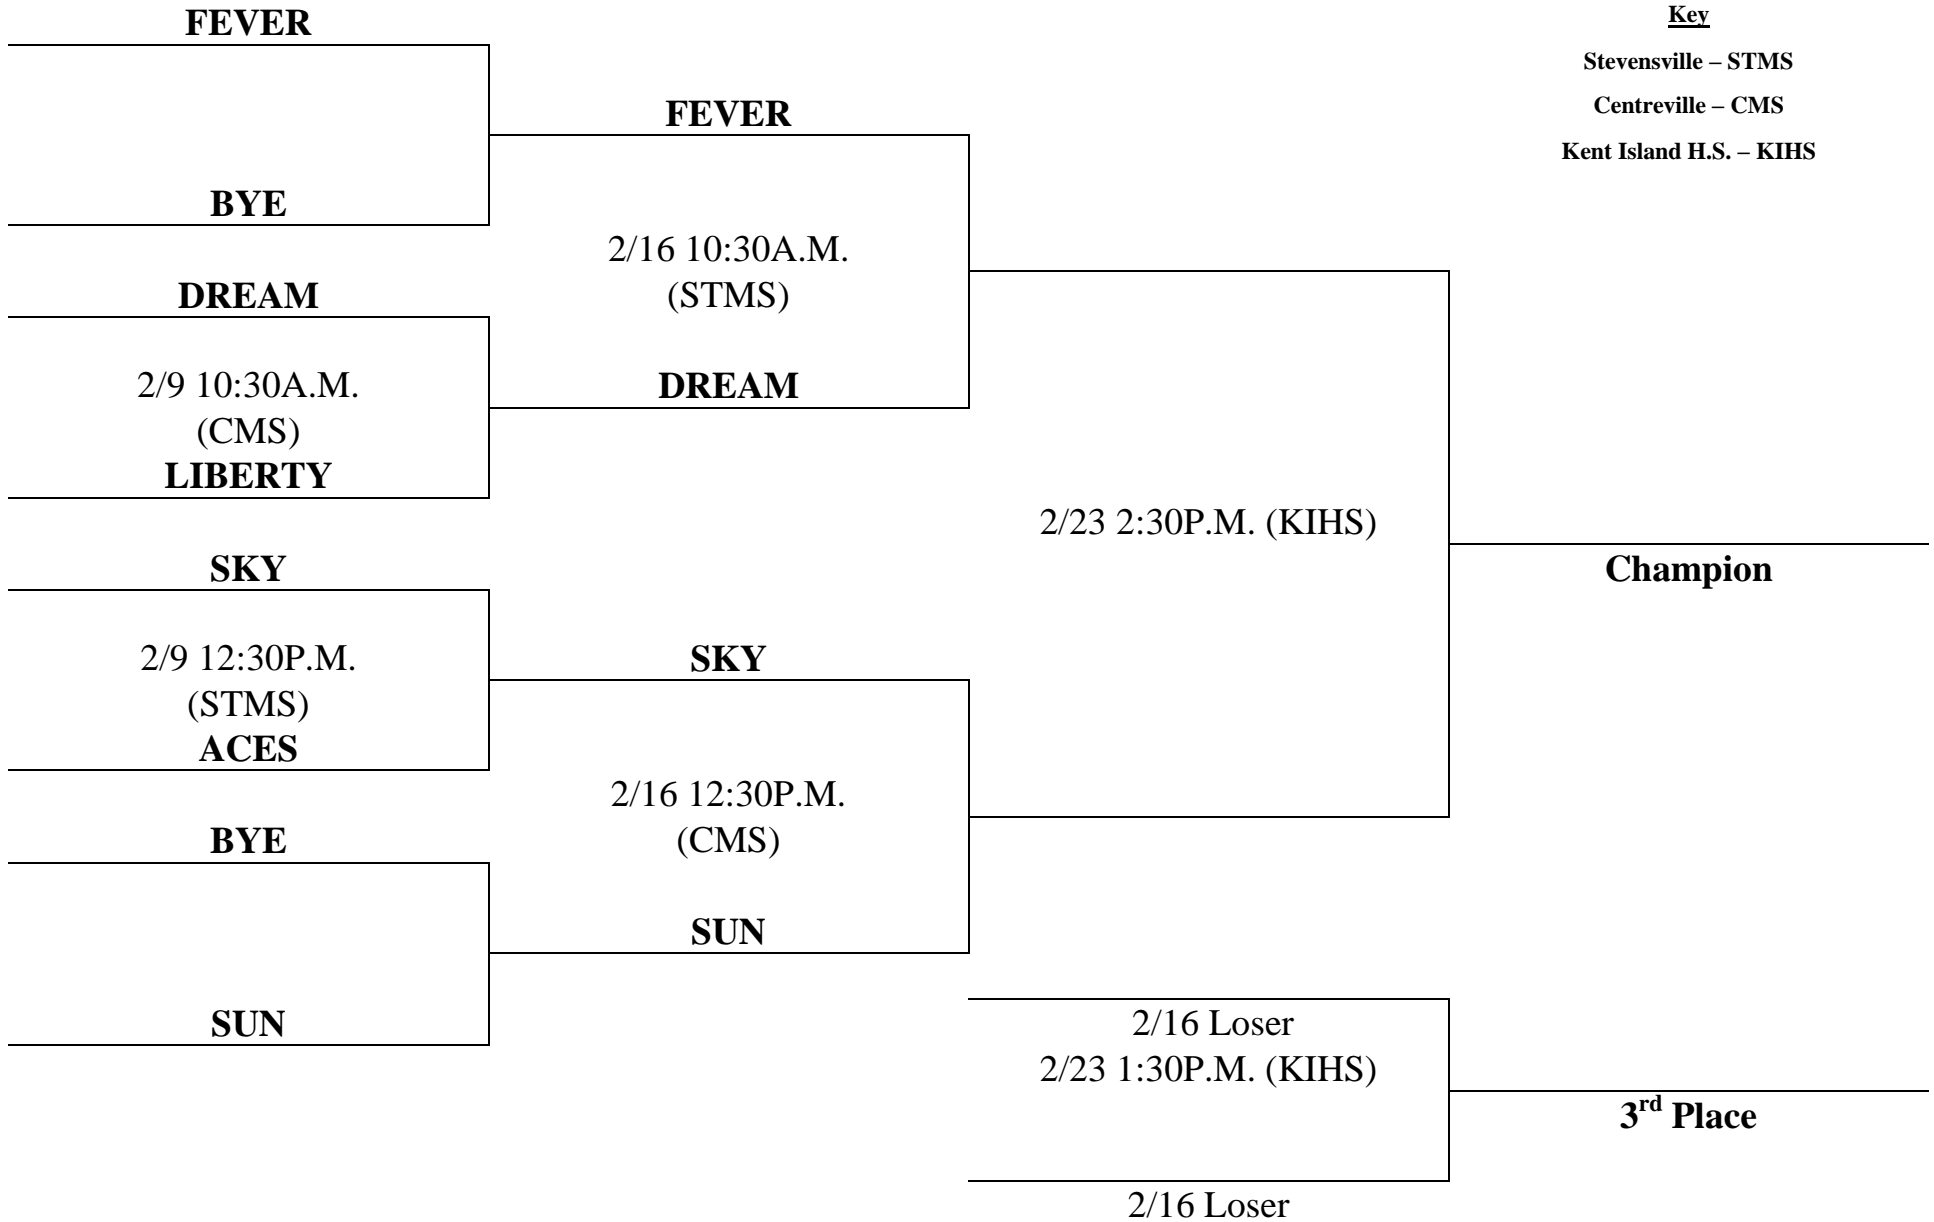 FEVER
BYE
DREAM
2/9 10:30A.M.
(CMS)
LIBERTY
SKY
2/9 12:30P.M.
(STMS)
ACES
BYE
SUN
FEVER
2/16 10:30A.M.
(STMS)
DREAM
SKY
2/16 12:30P.M.
(CMS)
SUN
2/23 2:30P.M. (KIHS)
Champion
2/16 Loser
2/23 1:30P.M. (KIHS)
2/16 Loser
3rd Place
Key
Stevensville – STMS
Centreville – CMS
Kent Island H.S. – KIHS